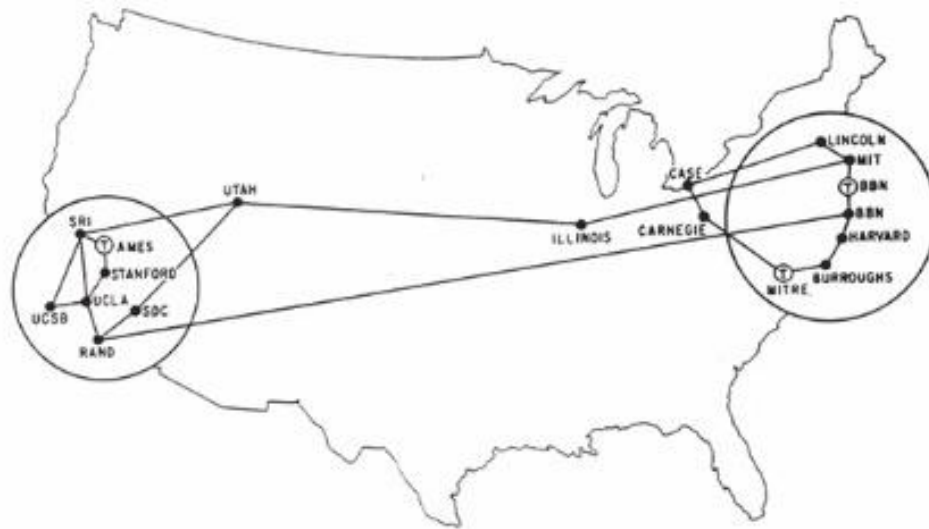 LINCOLN
MIT
CASE
T BBN
UTAH
BBN
SRI
ILLINOIS
CARNEGIE
HARVARD
T AMES
STANFORD
BURROUGHS
T
MITRE
UCSB
UCLA
SDC
RAND